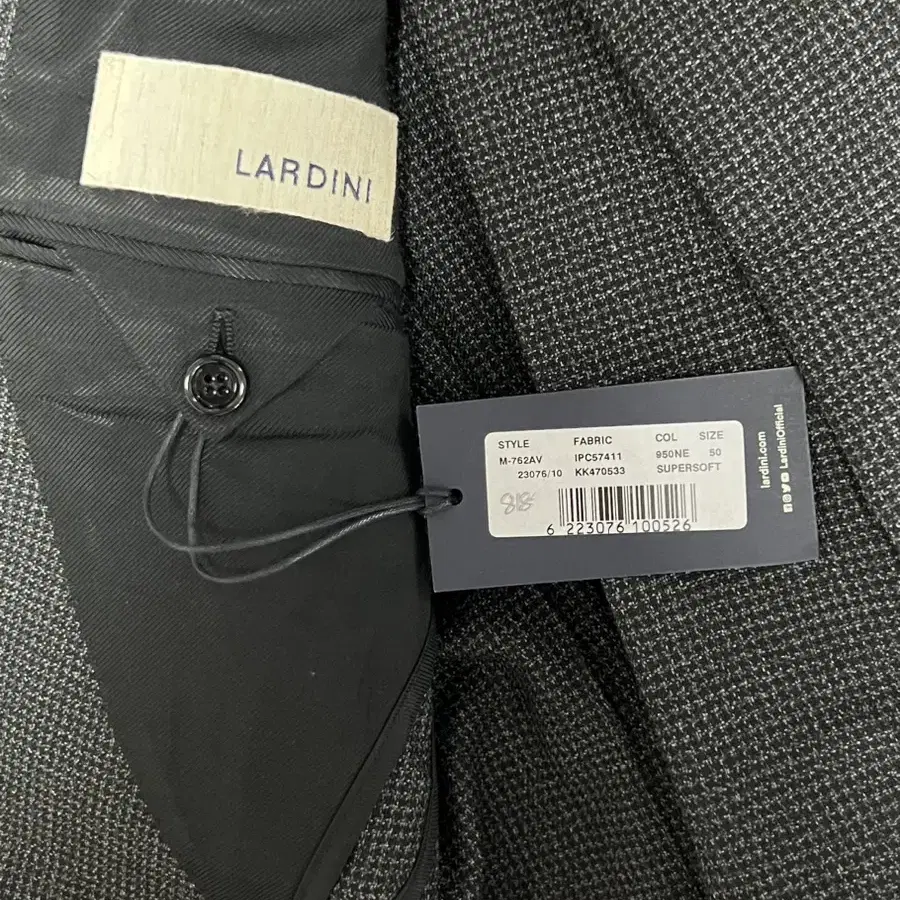 LARDINI
STYLE FABRIC COL SIZE
M-762AV IPC57411 950NE 50
23076/10 KK470533 SUPERSOFT
818
6 223076 100526
lardini.com
LardiniOfficial